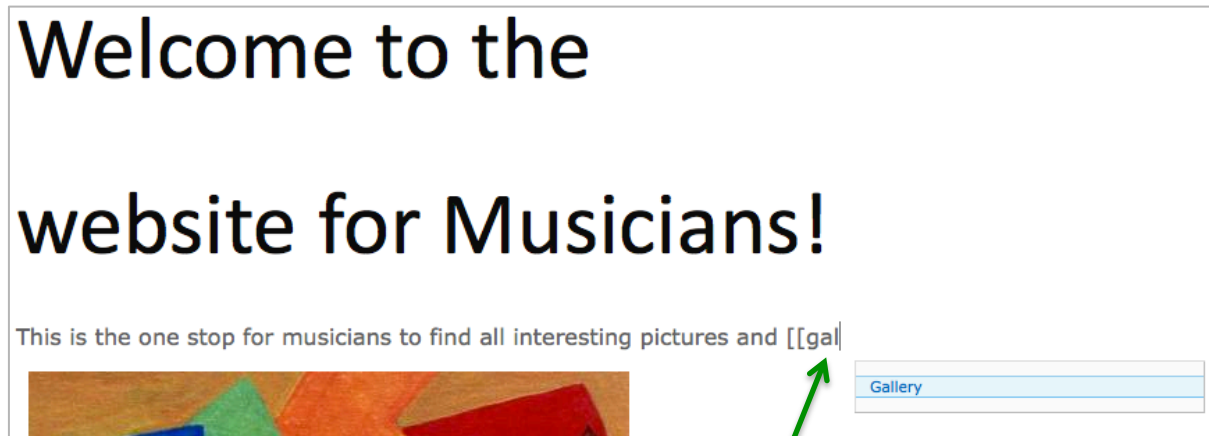 Welcome to the
website for Musicians!
This is the one stop for musicians to find all interesting pictures and [[gal
Gallery